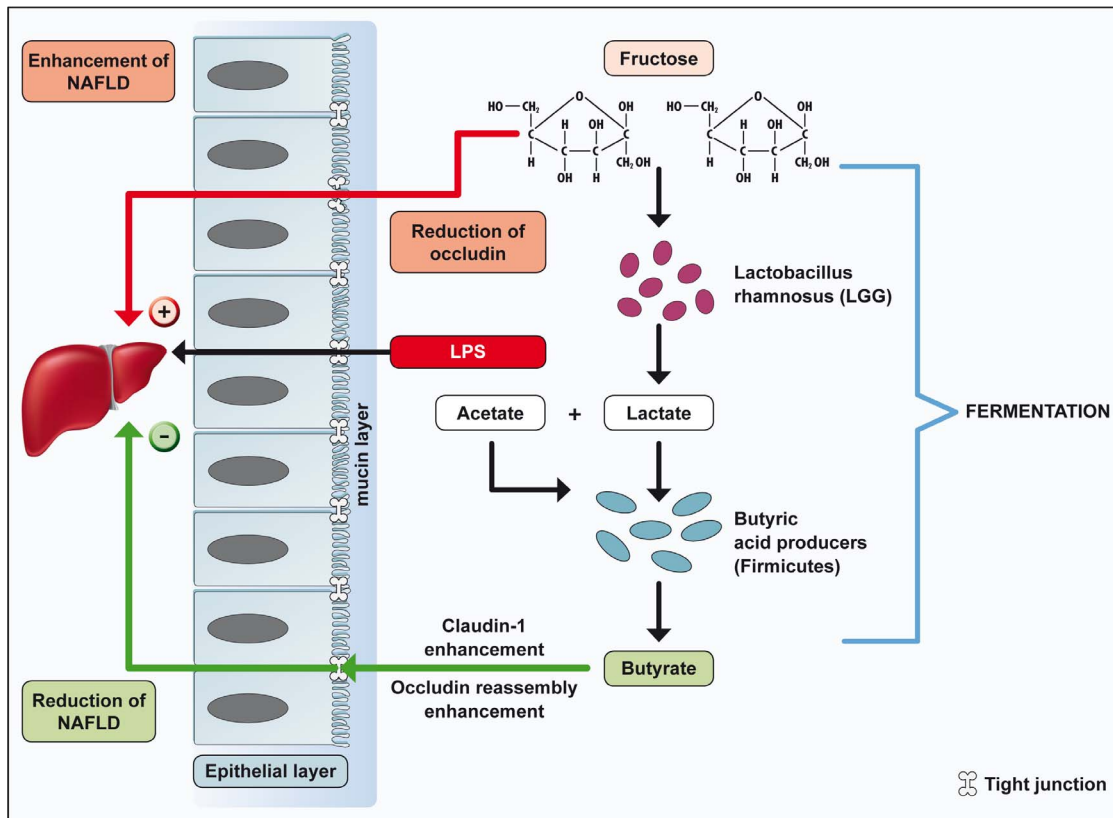 Enhancement of
NAFLD
Fructose
HO
CH2
O
OH
C
H
OH
C
H
C
C
CH2OH
OH
H
HO
CH2
O
OH
C
H
OH
C
H
C
C
CH2OH
OH
H
Reduction of
occludin
Lactobacillus
rhamnosus (LGG)
+
LPS
Acetate
+
Lactate
FERMENTATION
−
mucin layer
Butyric
acid producers
(Firmicutes)
Claudin-1
enhancement
Butyrate
Occludin reassembly
enhancement
Reduction of
NAFLD
Epithelial layer
Tight junction